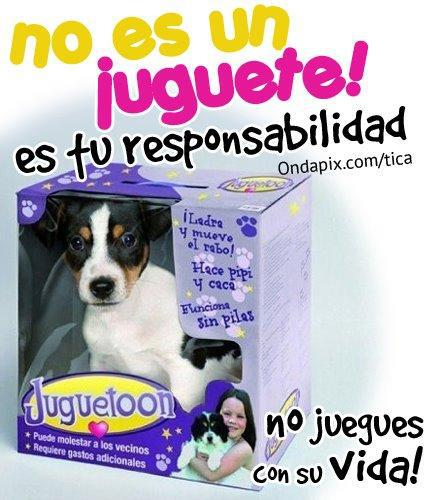 no es un
juguete!
es tu responsabilidad
Ondapix.com/tica
¡Ladra
y mueve
el rabo!
Hace pipi
y caca
Funciona
sin pilas
Juguetoon
• Puede molestar a los vecinos
• Requiere gastos adicionales
no juegues
con su vida!